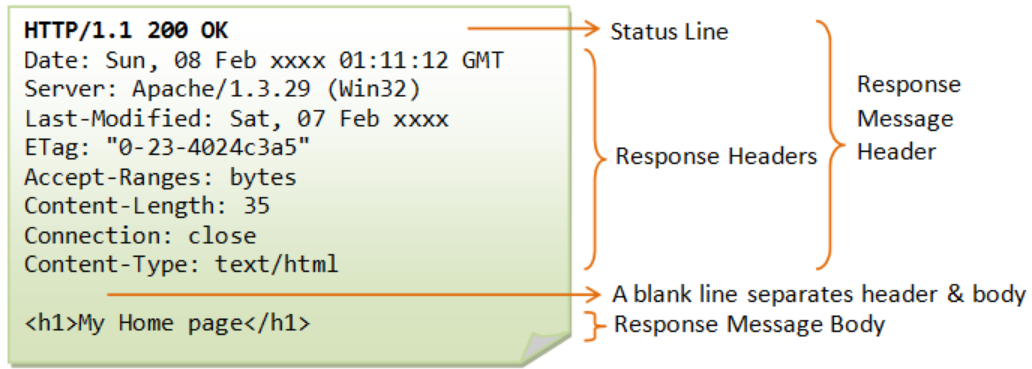 HTTP/1.1 200 OK
Date: Sun, 08 Feb xxxx 01:11:12 GMT
Server: Apache/1.3.29 (Win32)
Last-Modified: Sat, 07 Feb xxxx
ETag: "0-23-4024c3a5"
Accept-Ranges: bytes
Content-Length: 35
Connection: close
Content-Type: text/html
<h1>My Home page</h1>
Status Line
Response Headers
Response
Message
Header
A blank line separates header & body
Response Message Body